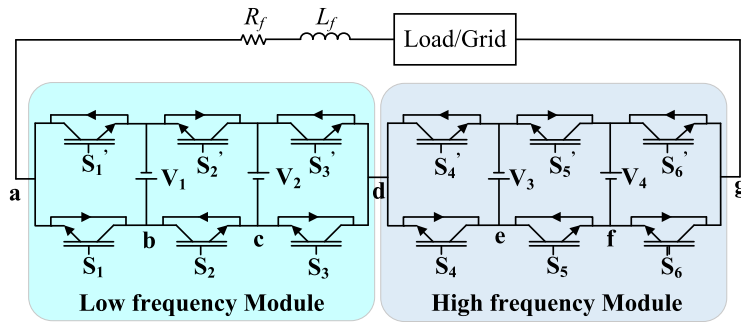 R_f
L_f
Load/Grid
S₁’
S₂’
S₃’
S₄’
S₅’
S₆’
a
V₁
V₂
d
V₃
V₄
g
b
c
e
f
S₁
S₂
S₃
S₄
S₅
S₆
Low frequency Module
High frequency Module